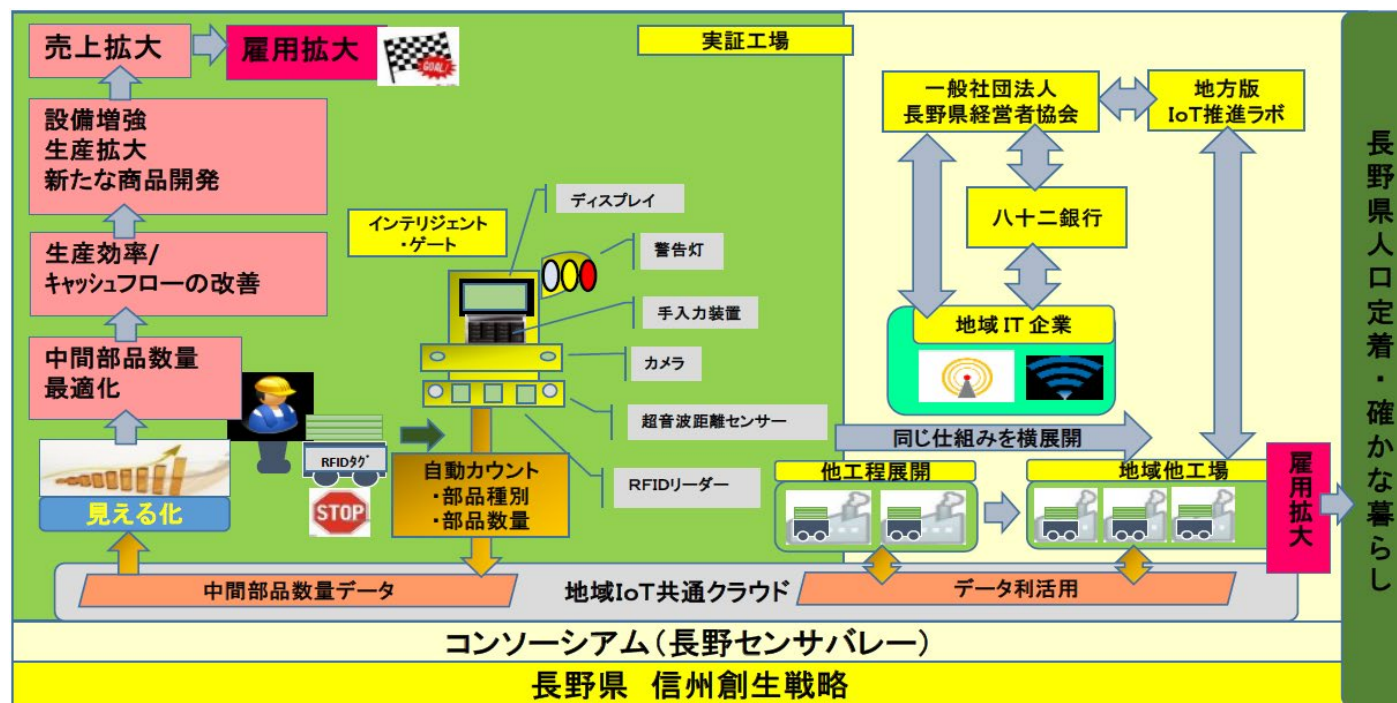 売上拡大
雇用拡大
GOAL!
設備増強
生産拡大
新たな商品開発
生産効率/
キャッシュフローの改善
中間部品数量
最適化
見える化
実証工場
インテリジェント
・ゲート
ディスプレイ
警告灯
手入力装置
カメラ
超音波距離センサー
RFIDリーダー
RFIDタグ
STOP
自動カウント
・部品種別
・部品数量
中間部品数量データ
地域IoT共通クラウド
データ利活用
一般社団法人
長野県経営者協会
地方版
IoT推進ラボ
八十二銀行
地域IT企業
同じ仕組みを横展開
他工程展開
地域他工場
雇用拡大
長野県人口定着・確かな暮らし
コンソーシアム(長野センサバレー)
長野県 信州創生戦略